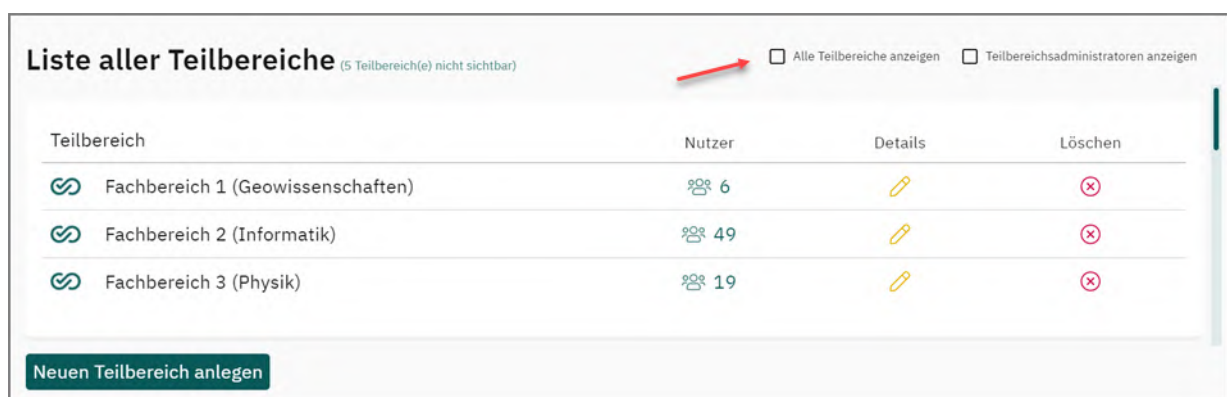 Liste aller Teilbereiche (5 Teilbereich(e) nicht sichtbar) Alle Teilbereiche anzeigen Teilbereichsadministratoren anzeigen
Teilbereich Nutzer Details Löschen
Fachbereich 1 (Geowissenschaften) 6
Fachbereich 2 (Informatik) 49
Fachbereich 3 (Physik) 19
Neuen Teilbereich anlegen